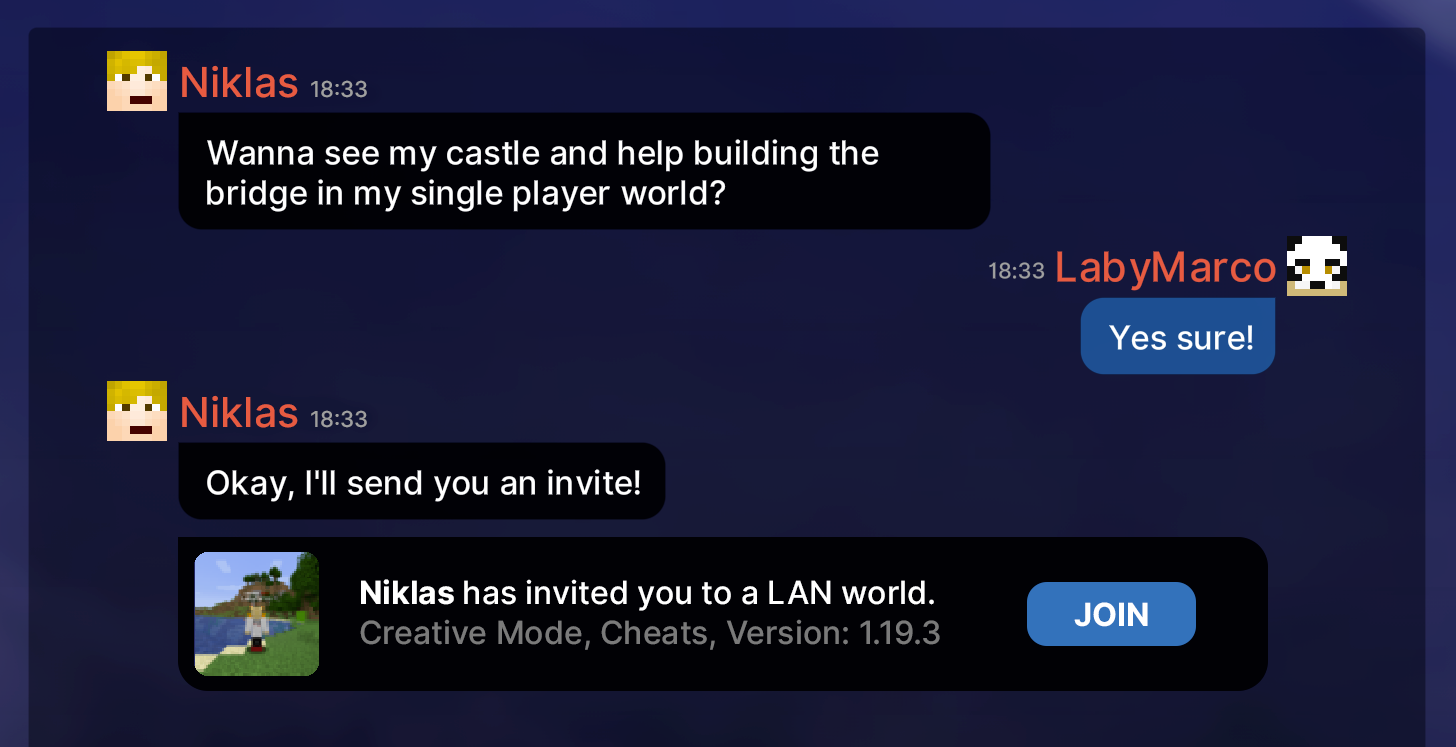 Niklas 18:33
Wanna see my castle and help building the
bridge in my single player world?
18:33 LabyMarco
Yes sure!
Niklas 18:33
Okay, I'll send you an invite!
Niklas has invited you to a LAN world.
Creative Mode, Cheats, Version: 1.19.3
JOIN